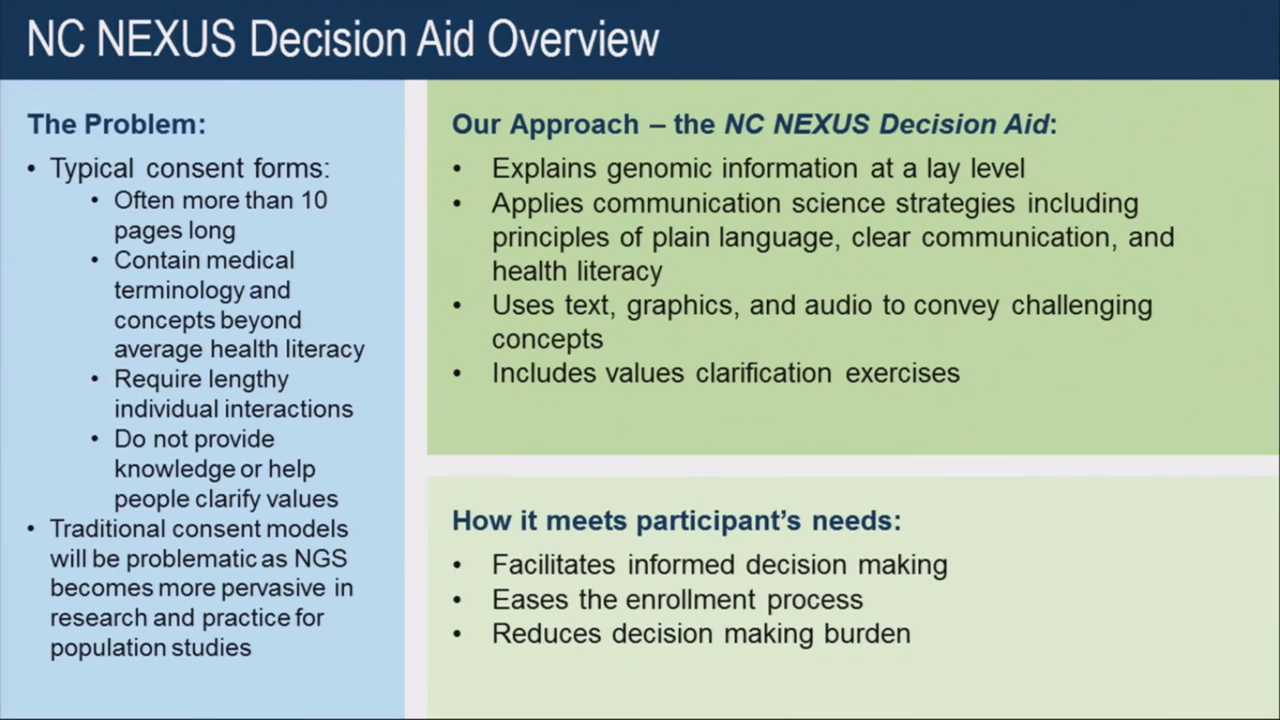 NC NEXUS Decision Aid Overview
The Problem:
• Typical consent forms:
• Often more than 10
pages long
• Contain medical
terminology and
concepts beyond
average health literacy
• Require lengthy
individual interactions
• Do not provide
knowledge or help
people clarify values
• Traditional consent models
will be problematic as NGS
becomes more pervasive in
research and practice for
population studies
Our Approach – the NC NEXUS Decision Aid:
• Explains genomic information at a lay level
• Applies communication science strategies including
principles of plain language, clear communication, and
health literacy
• Uses text, graphics, and audio to convey challenging
concepts
• Includes values clarification exercises
How it meets participant’s needs:
• Facilitates informed decision making
• Eases the enrollment process
• Reduces decision making burden